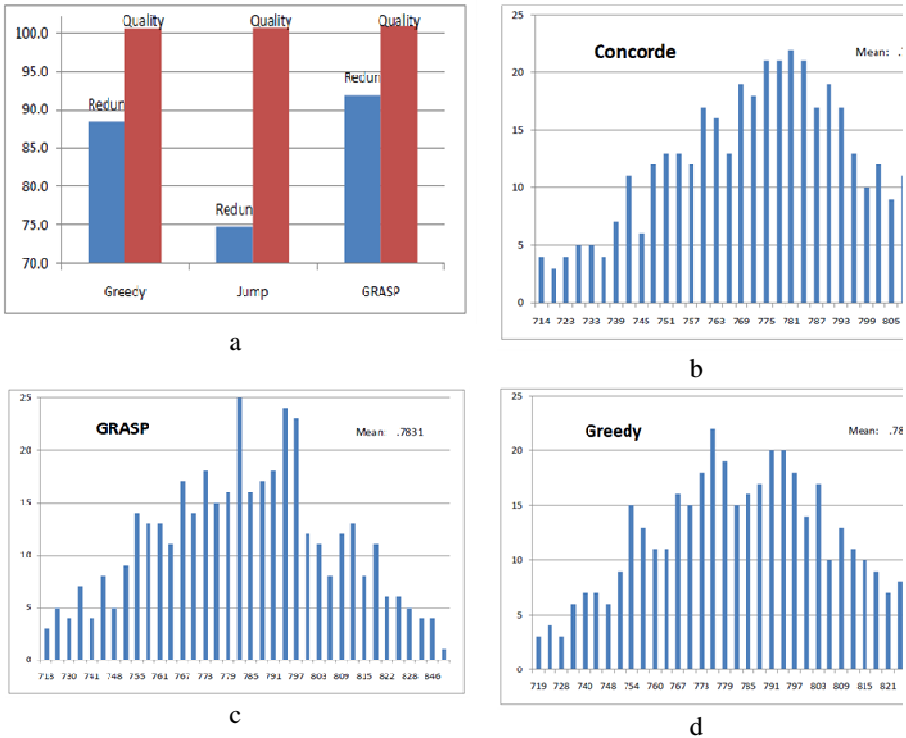 Quality Quality Quality
Redun Redun Redun
100.0
95.0
90.0
85.0
80.0
75.0
70.0
Greedy Jump GRASP
a
Concorde
Mean: .7
25
20
15
10
5
0
714 723 733 739 745 751 757 763 769 775 781 787 793 799 805
b
GRASP
Mean: .7831
25
20
15
10
5
0
718 730 741 748 755 761 767 773 779 785 791 797 803 809 815 822 828 846
c
Greedy
Mean: .78
25
20
15
10
5
0
719 728 740 748 754 760 767 773 779 785 791 797 803 809 815 821
d